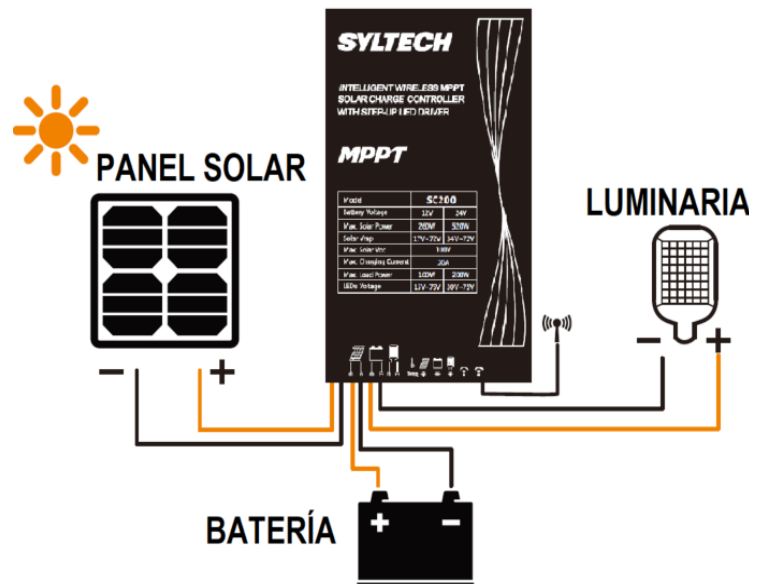 SYLTECH
INTELLIGENT WIRELESS MPPT
SOLAR CHARGE CONTROLLER
WITH STEP-UP LED DRIVER
MPPT
PANEL SOLAR
LUMINARIA
Model SC200
Battery Voltage 12V 24V
Max. Solar Power 260W 520W
Solar Vmp
Max. Solar Voc
Max. Charging Current 20A
Max. Load Power 100W 200W
LEDs Voltage
- +
- +
BATERÍA
+ -